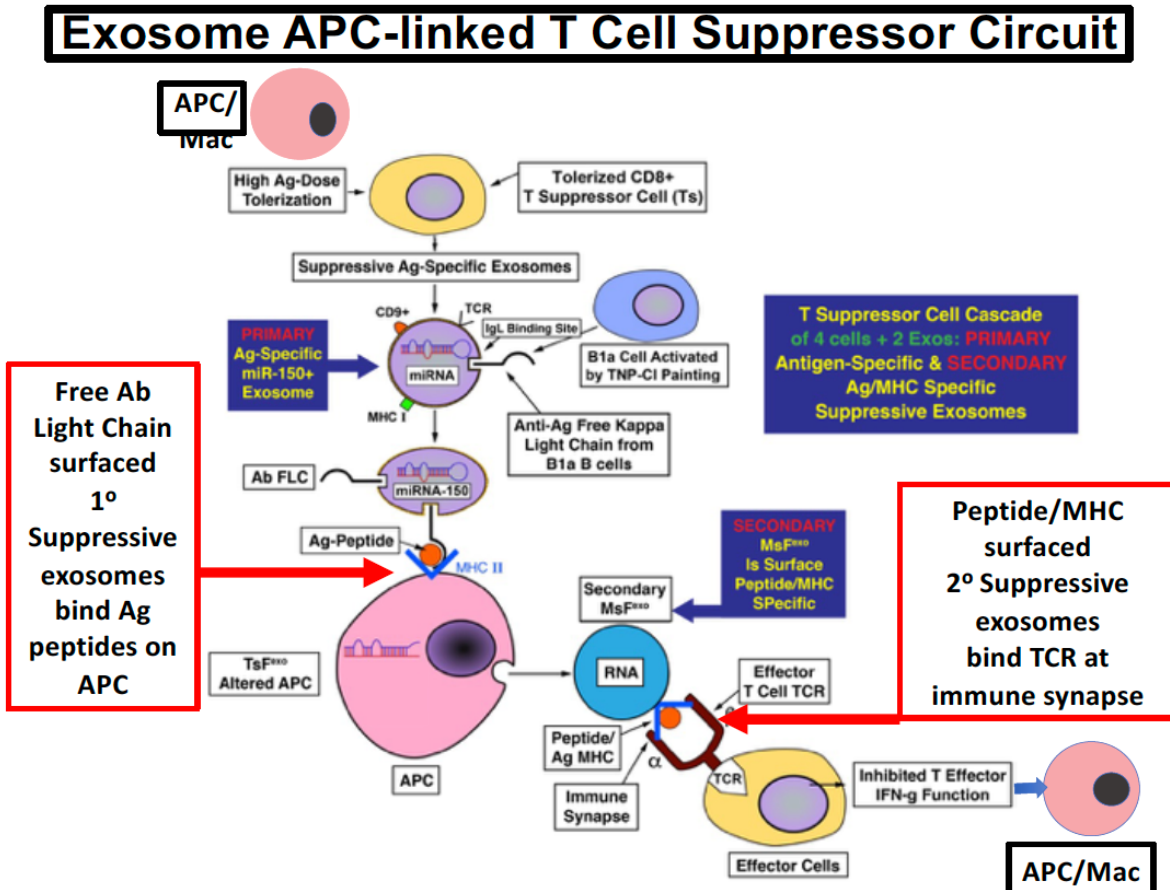 Exosome APC-linked T Cell Suppressor Circuit
APC/
Mac
High Ag-Dose
Tolerization
Tolerized CD8+
T Suppressor Cell (Ts)
Suppressive Ag-Specific Exosomes
CD9+
TCR
IgL Binding Site
miRNA
MHC I
B1a Cell Activated
by TNP-Cl Painting
PRIMARY
Ag-Specific
miR-150+
Exosome
T Suppressor Cell Cascade
of 4 cells + 2 Exos: PRIMARY
Antigen-Specific & SECONDARY
Ag/MHC Specific
Suppressive Exosomes
Anti-Ag Free Kappa
Light Chain from
B1a B cells
Free Ab
Light Chain
surfaced
1º
Suppressive
exosomes
bind Ag
peptides on
APC
Ab FLC
miRNA-150
Ag-Peptide
MHC II
SECONDARY
MsFexo
Is Surface
Peptide/MHC
SPecific
Peptide/MHC
surfaced
2º Suppressive
exosomes
bind TCR at
immune synapse
Secondary
MsFexo
TsFexo
Altered APC
RNA
Effector
T Cell TCR
Peptide/
Ag MHC
α
β
APC
Immune
Synapse
TCR
Inhibited T Effector
IFN-g Function
Effector Cells
APC/Mac